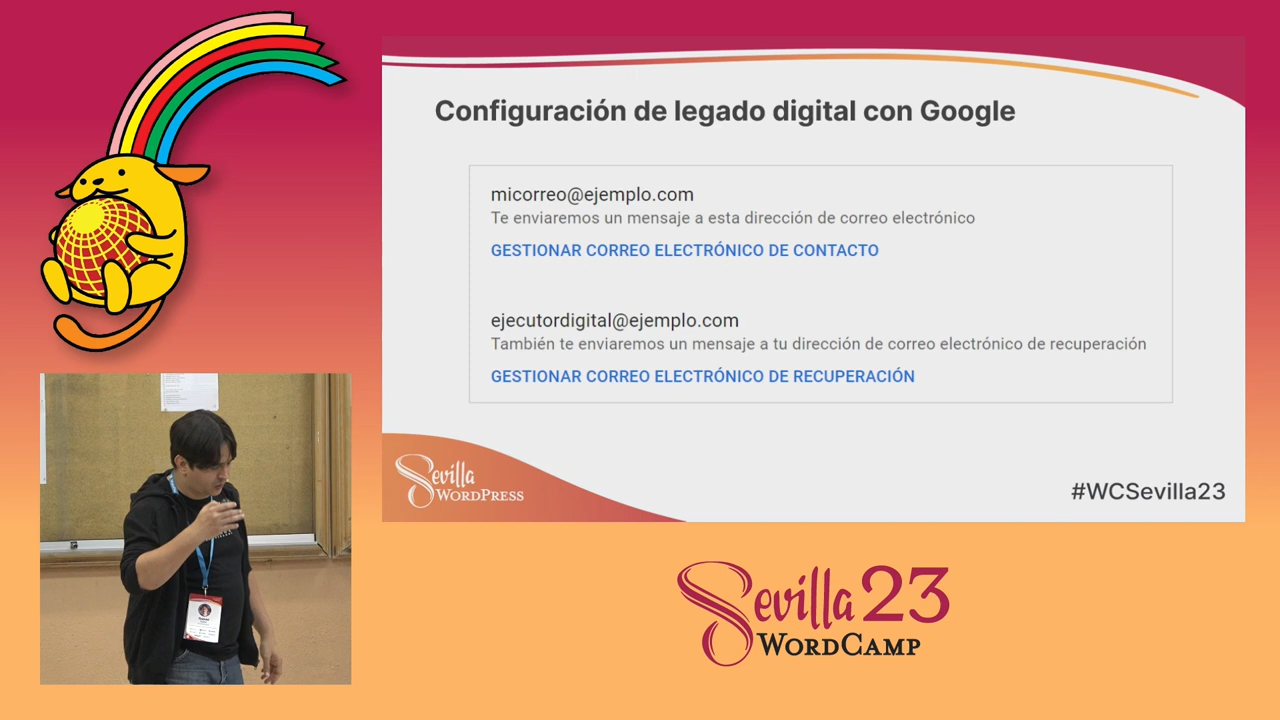 Configuración de legado digital con Google
micorreo@ejemplo.com
Te enviaremos un mensaje a esta dirección de correo electrónico
GESTIONAR CORREO ELECTRÓNICO DE CONTACTO
ejecutordigital@ejemplo.com
También te enviaremos un mensaje a tu dirección de correo electrónico de recuperación
GESTIONAR CORREO ELECTRÓNICO DE RECUPERACIÓN
Sevilla
WORDPRESS
#WCSevilla23
Sevilla 23
WORDCAMP